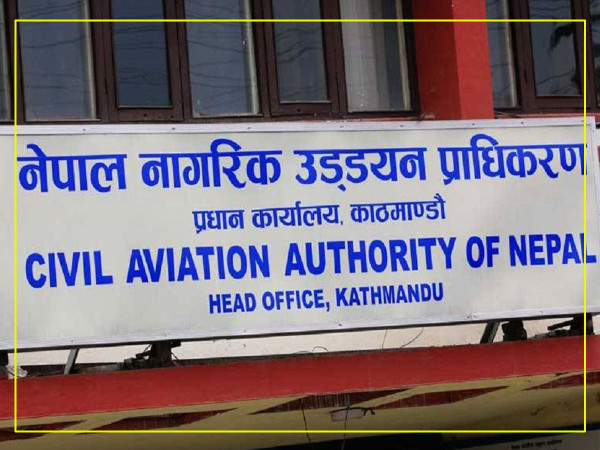 नेपाल नागरिक उड्डयन प्राधिकरण
प्रधान कार्यालय, काठमाण्डौ
CIVIL AVIATION AUTHORITY OF NEPAL
HEAD OFFICE, KATHMANDU